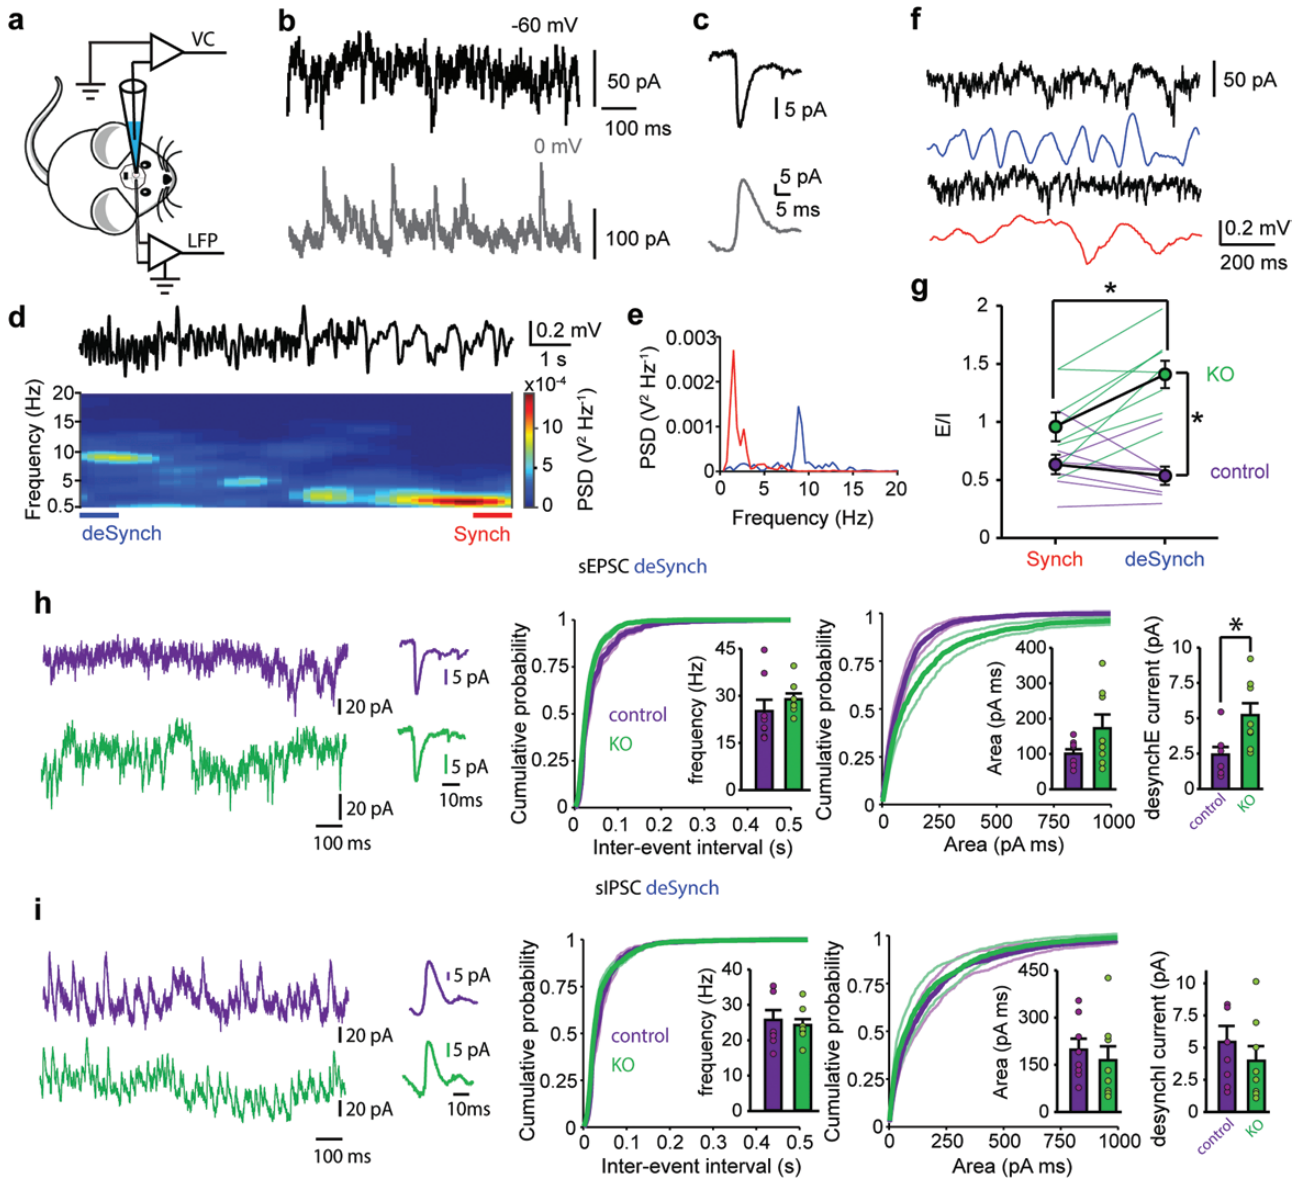 a
VC
LFP
b
-60 mV
50 pA
100 ms
0 mV
100 pA
c
5 pA
5 pA
5 ms
f
50 pA
0.2 mV
200 ms
d
0.2 mV
1 s
Frequency (Hz)
20
15
10
5
0.5
x10⁻⁴
10
5
0
PSD (V² Hz⁻¹)
deSynch
Synch
e
PSD (V² Hz⁻¹)
0.003
0.002
0.001
0
0 5 10 15 20
Frequency (Hz)
g
E/I
2
1.5
1
0.5
0
*
*
KO
control
Synch
deSynch
sEPSC deSynch
h
20 pA
20 pA
100 ms
5 pA
5 pA
10ms
Cumulative probability
1
0.75
0.5
0.25
0
0 0.1 0.2 0.3 0.4 0.5
Inter-event interval (s)
control
KO
frequency (Hz)
45
30
15
0
Cumulative probability
1
0.75
0.5
0.25
0
0 250 500 750 1000
Area (pA ms)
Area (pA ms)
400
300
200
100
0
desynchE current (pA)
10
7.5
5
2.5
0
*
control
KO
sIPSC deSynch
i
20 pA
20 pA
100 ms
5 pA
5 pA
10ms
Cumulative probability
1
0.75
0.5
0.25
0
0 0.1 0.2 0.3 0.4 0.5
Inter-event interval (s)
control
KO
frequency (Hz)
40
30
20
10
0
Cumulative probability
1
0.75
0.5
0.25
0
0 250 500 750 1000
Area (pA ms)
Area (pA ms)
450
300
150
0
desynchI current (pA)
10
7.5
5
2.5
0
control
KO